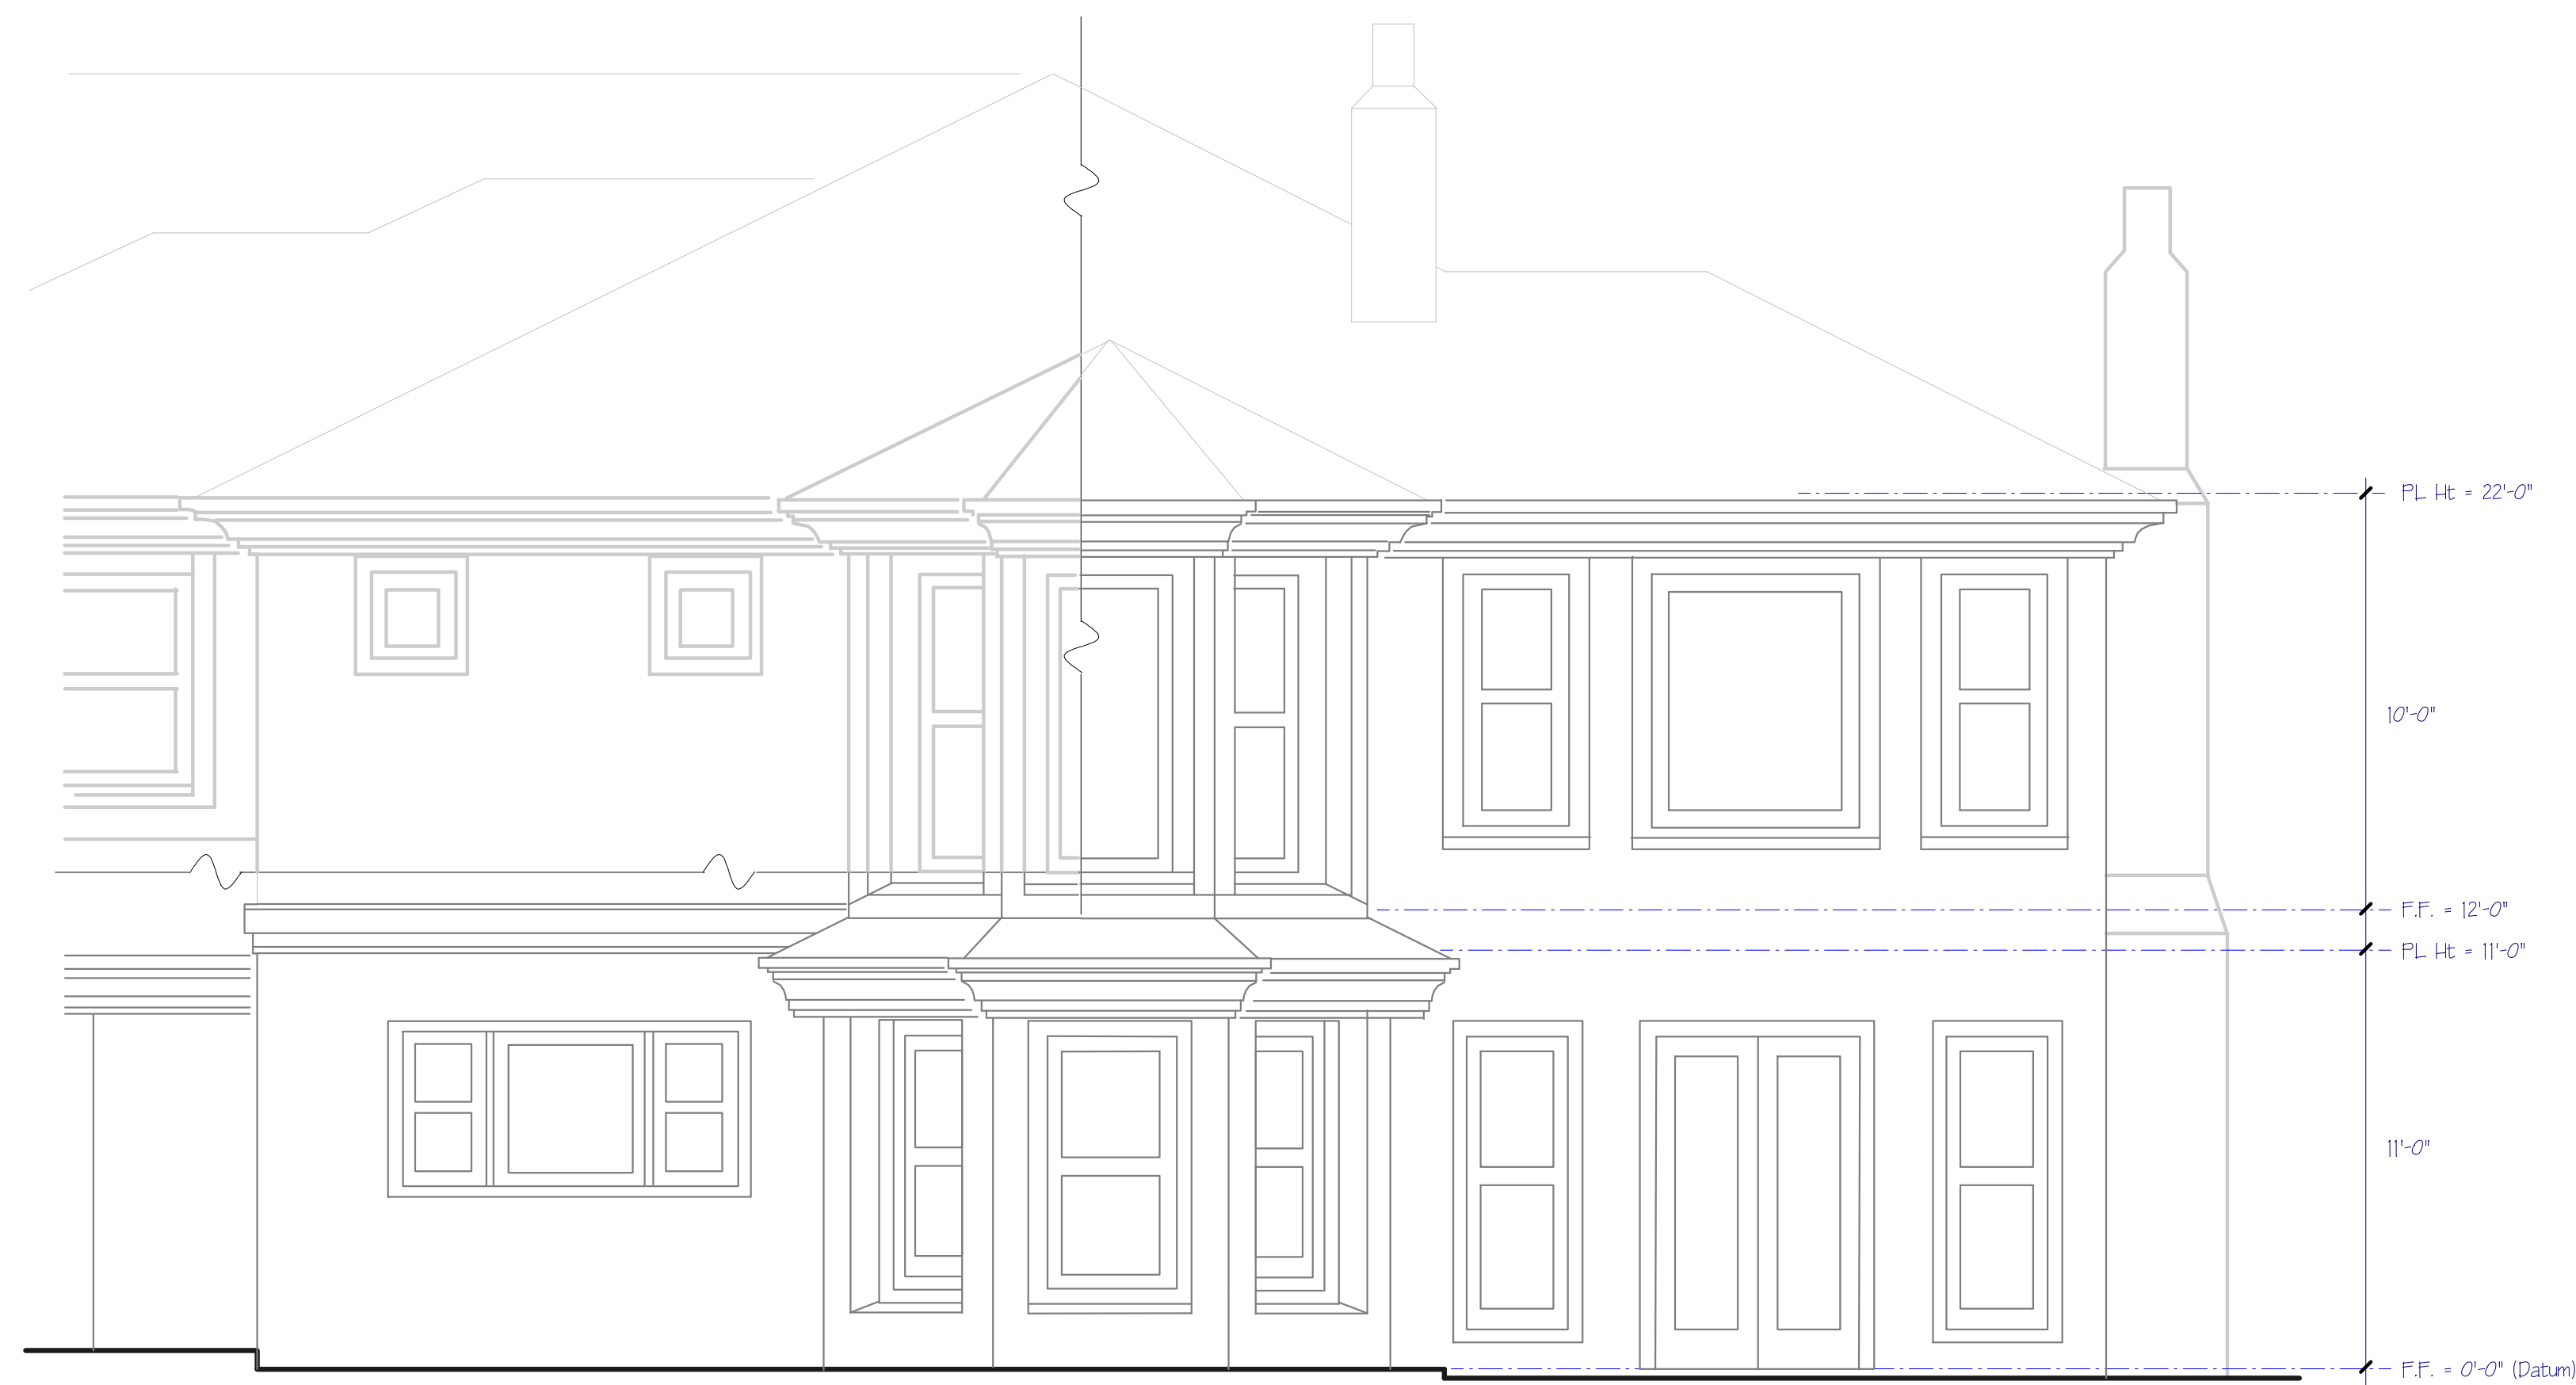 PL Ht = 22'-0"
10'-0"
F.F. = 12'-0"
PL Ht = 11'-0"
11'-0"
F.F. = 0'-0" (Datum)